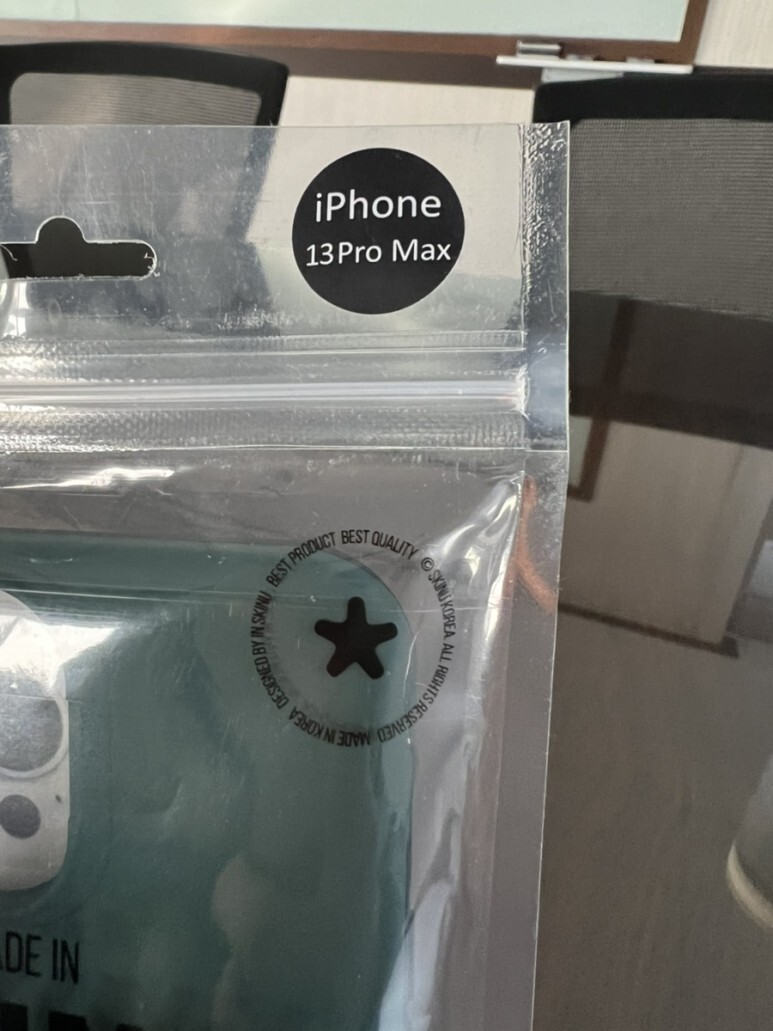 iPhone
13Pro Max
DESIGNED BY IN SKINU BEST PRODUCT BEST QUALITY © SKINU KOREA. ALL RIGHTS RESERVED MADE IN KOREA
IN